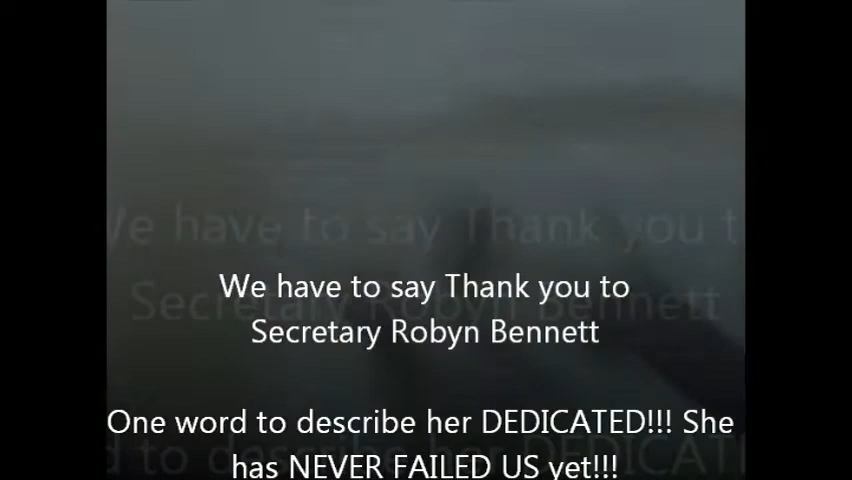 We have to say Thank you to
Secretary Robyn Bennett
One word to describe her DEDICATED!!! She
has NEVER FAILED US yet!!!